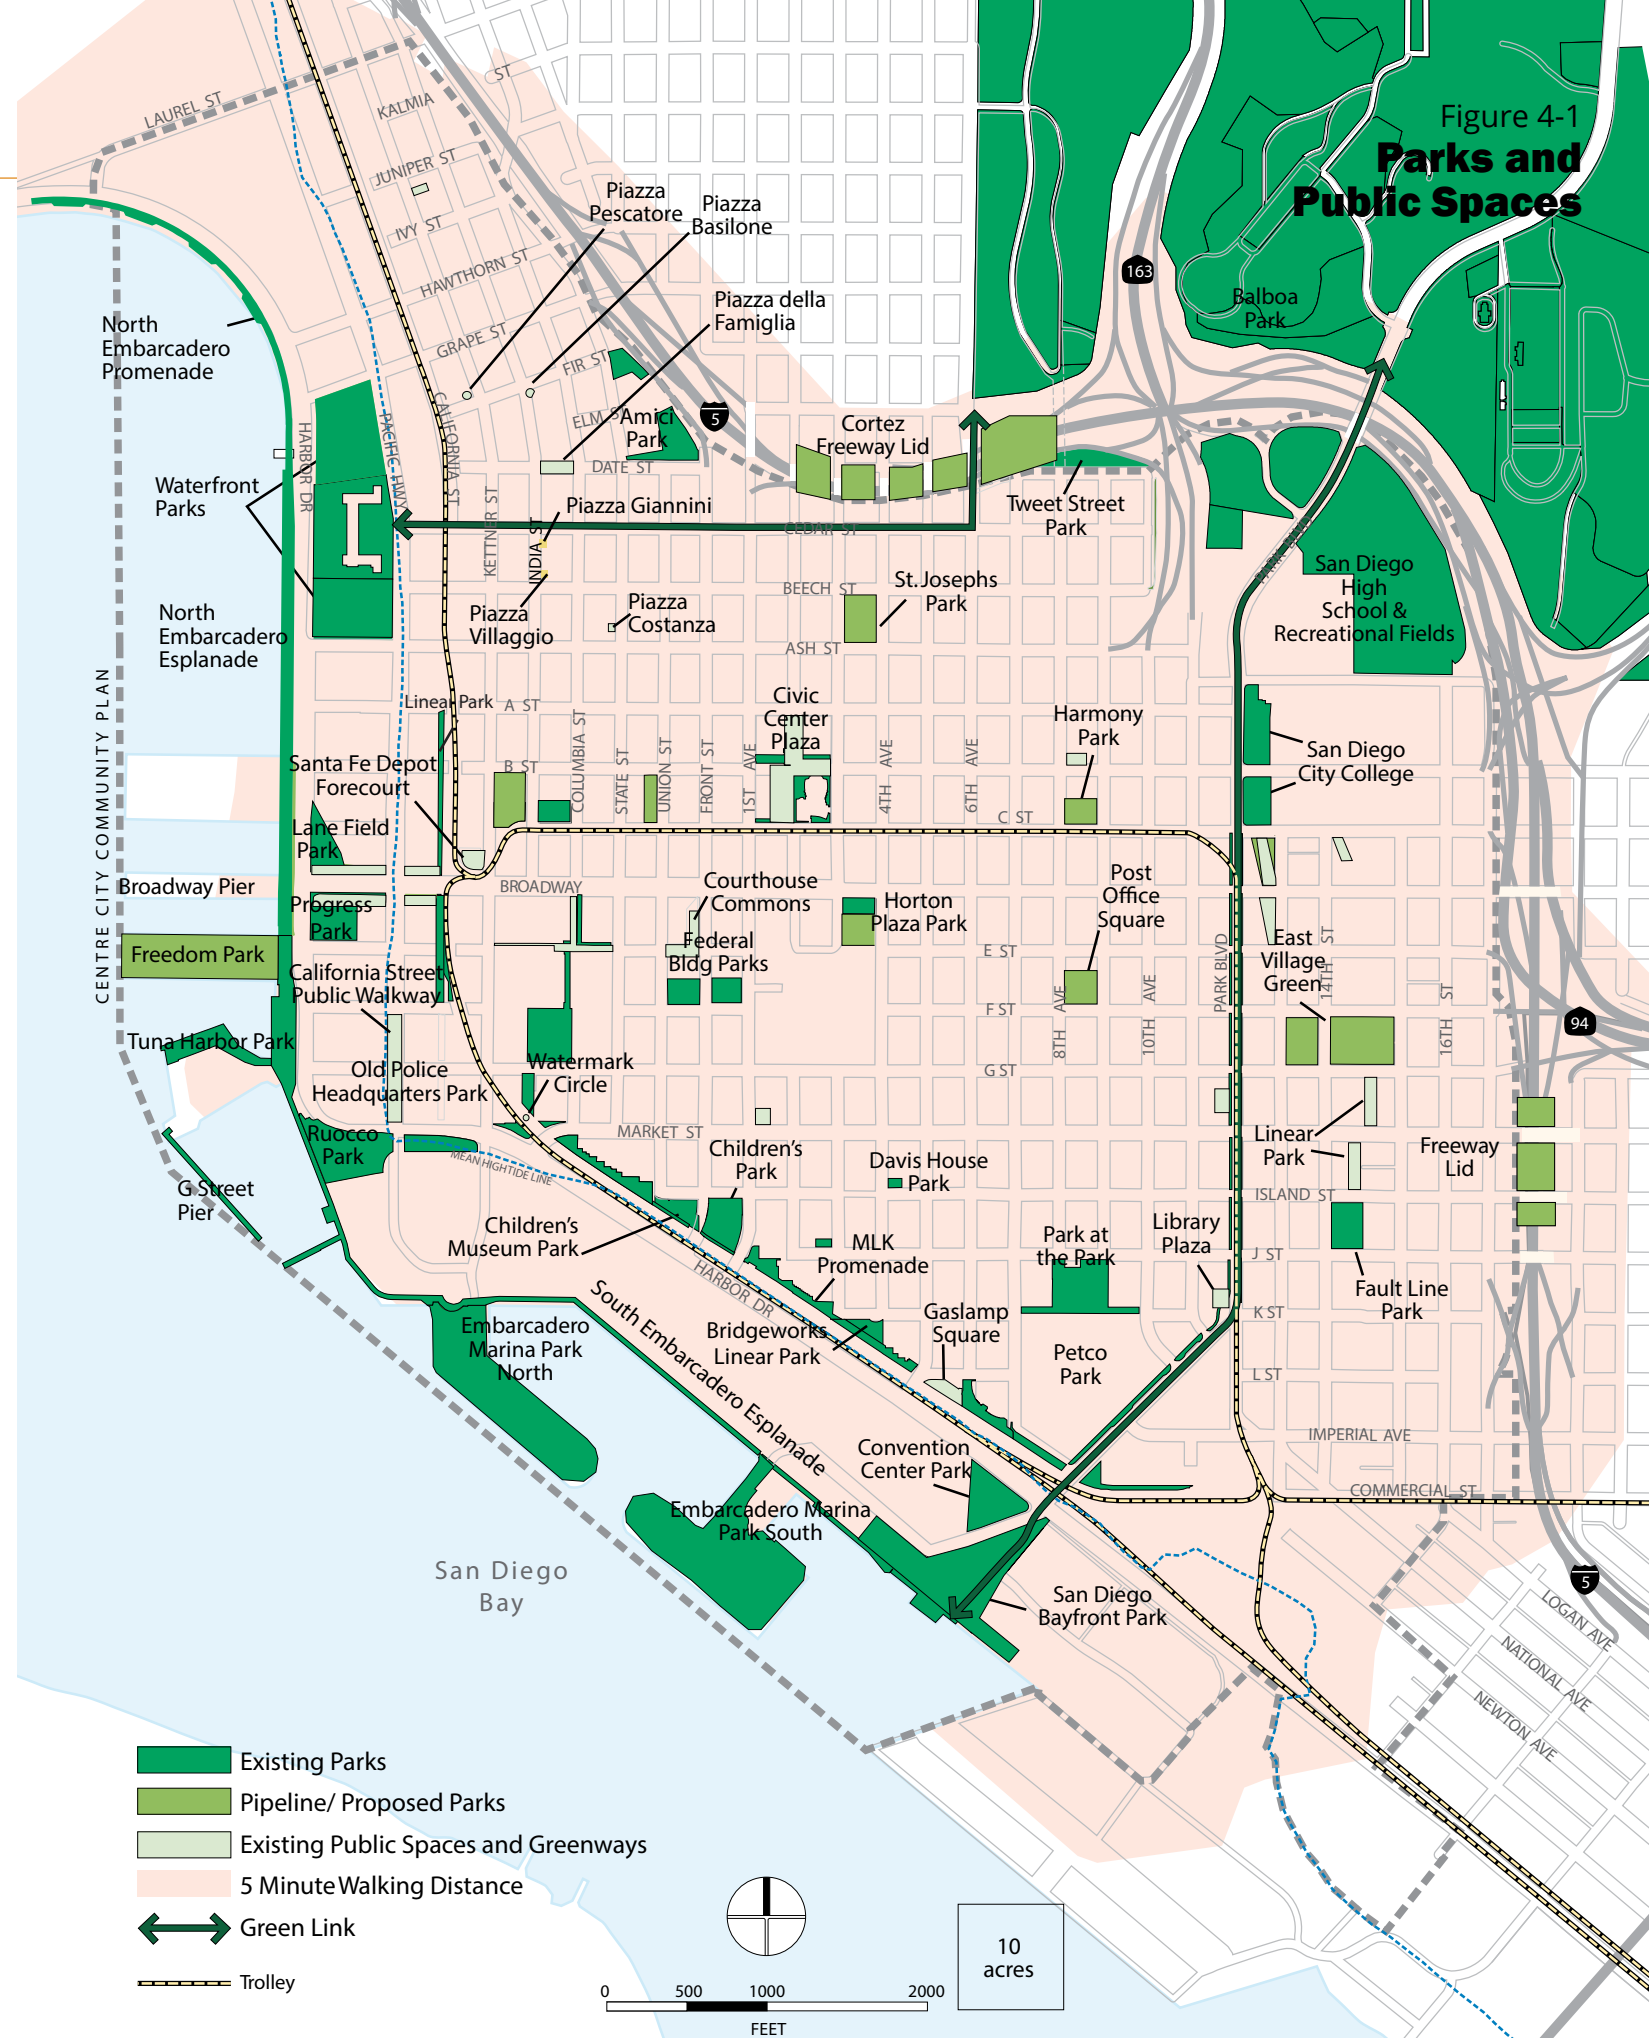 Figure 4-1
Parks and
Public Spaces
LAUREL ST
ST
KALMIA
JUNIPER ST
IVY ST
HAWTHORN ST
GRAPE ST
FIR ST
ELM S
DATE ST
CEDAR ST
BEECH ST
ASH ST
A ST
B ST
C ST
BROADWAY
E ST
F ST
G ST
MARKET ST
ISLAND ST
J ST
K ST
L ST
IMPERIAL AVE
COMMERCIAL ST
LOGAN AVE
NATIONAL AVE
NEWTON AVE
HARBOR DR
PACIFIC HWY
CALIFORNIA ST
KETTNER ST
INDIA ST
COLUMBIA ST
STATE ST
UNION ST
FRONT ST
1ST AVE
4TH AVE
6TH AVE
8TH AVE
10TH AVE
PARK BLVD
PARK BLVD
14TH ST
16TH ST
HARBOR DR
MEAN HIGHTIDE LINE
CENTRE CITY COMMUNITY PLAN
163
5
94
5
Piazza
Pescatore
Piazza
Basilone
Piazza della
Famiglia
Balboa
Park
North
Embarcadero
Promenade
Amici
Park
Cortez
Freeway Lid
Waterfront
Parks
Piazza Giannini
Tweet Street
Park
San Diego
High
School &
Recreational Fields
St. Josephs
Park
Piazza
Villaggio
Piazza
Costanza
North
Embarcadero
Esplanade
Linear Park
Civic
Center
Plaza
Harmony
Park
San Diego
City College
Santa Fe Depot
Forecourt
Lane Field
Park
Broadway Pier
Progress
Park
Courthouse
Commons
Horton
Plaza Park
Post
Office
Square
Freedom Park
Federal
Bldg Parks
East
Village
Green
California Street
Public Walkway
Tuna Harbor Park
Old Police
Headquarters Park
Watermark
Circle
Ruocco
Park
Children's
Park
Davis House
Park
Linear
Park
Freeway
Lid
G Street
Pier
Children's
Museum Park
MLK
Promenade
Park at
the Park
Library
Plaza
Fault Line
Park
Gaslamp
Square
Embarcadero
Marina Park
North
South Embarcadero Esplanade
Bridgeworks
Linear Park
Petco
Park
Convention
Center Park
Embarcadero Marina
Park South
San Diego
Bay
San Diego
Bayfront Park
Existing Parks
Pipeline/ Proposed Parks
Existing Public Spaces and Greenways
5 Minute Walking Distance
Green Link
Trolley
10
acres
0 500 1000 2000
FEET